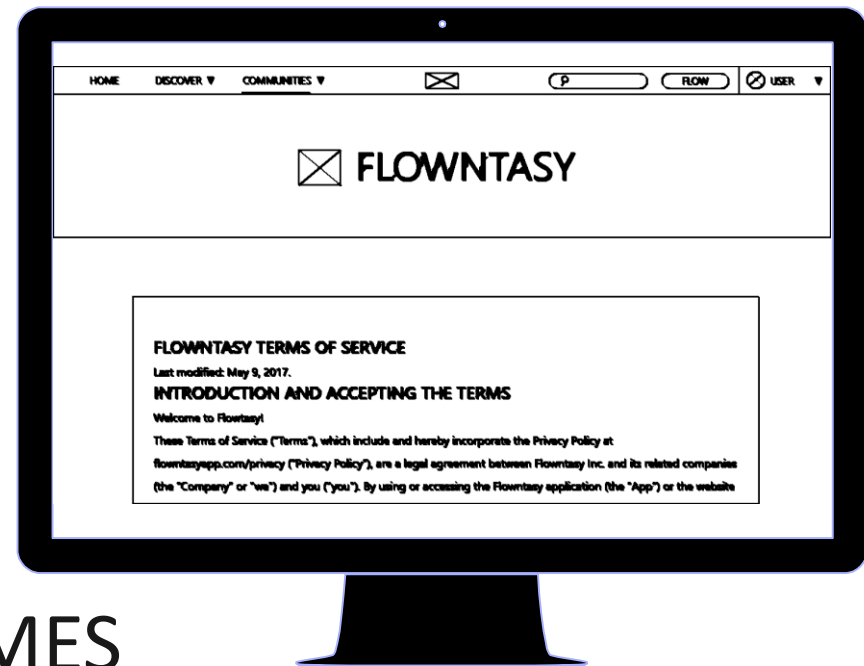 HOME DISCOVER ▼ COMMUNITIES ▼ FLOW USER ▼
FLOWNTASY
FLOWNTASY TERMS OF SERVICE
Last modified: May 9, 2017.
INTRODUCTION AND ACCEPTING THE TERMS
Welcome to Flowtasy!
These Terms of Service ("Terms"), which include and hereby incorporate the Privacy Policy at
flowntasyapp.com/privacy ("Privacy Policy"), are a legal agreement between Flowntasy Inc. and its related companies
(the "Company" or "we") and you ("you"). By using or accessing the Flowntasy application (the "App") or the website
MES